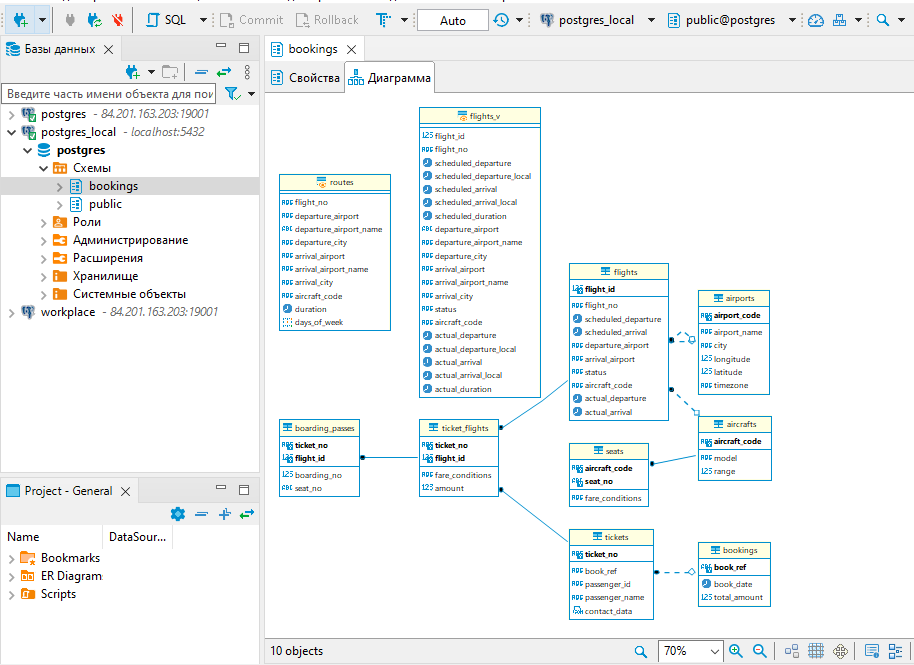 SQL
Commit
Rollback
Auto
postgres_local
public@postgres
Базы данных
Введите часть имени объекта для пои
postgres - 84.201.163.203:19001
postgres_local - localhost:5432
postgres
Схемы
bookings
public
Роли
Администрирование
Расширения
Хранилище
Системные объекты
workplace - 84.201.163.203:19001
Project - General
Name
DataSour...
Bookmarks
ER Diagram
Scripts
bookings
Свойства
Диаграмма
routes
flight_no
departure_airport
departure_airport_name
departure_city
arrival_airport
arrival_airport_name
arrival_city
aircraft_code
duration
days_of_week
flights_v
flight_id
flight_no
scheduled_departure
scheduled_departure_local
scheduled_arrival
scheduled_arrival_local
scheduled_duration
departure_airport
departure_airport_name
departure_city
arrival_airport
arrival_airport_name
arrival_city
status
aircraft_code
actual_departure
actual_departure_local
actual_arrival
actual_arrival_local
actual_duration
flights
flight_id
flight_no
scheduled_departure
scheduled_arrival
departure_airport
arrival_airport
status
aircraft_code
actual_departure
actual_arrival
airports
airport_code
airport_name
city
longitude
latitude
timezone
boarding_passes
ticket_no
flight_id
boarding_no
seat_no
ticket_flights
ticket_no
flight_id
fare_conditions
amount
seats
aircraft_code
seat_no
fare_conditions
aircrafts
aircraft_code
model
range
tickets
ticket_no
book_ref
passenger_id
passenger_name
contact_data
bookings
book_ref
book_date
total_amount
10 objects
70%